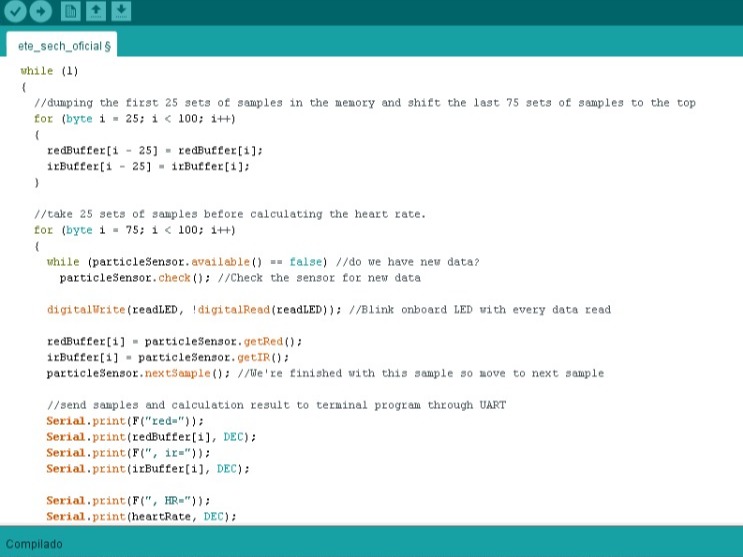 ete_sech_oficial §
while (1)
{
//dumping the first 25 sets of samples in the memory and shift the last 75 sets of samples to the top
for (byte i = 25; i < 100; i++)
{
redBuffer[i - 25] = redBuffer[i];
irBuffer[i - 25] = irBuffer[i];
}
//take 25 sets of samples before calculating the heart rate.
for (byte i = 75; i < 100; i++)
{
while (particleSensor.available() == false) //do we have new data?
particleSensor.check(); //Check the sensor for new data
digitalWrite(readLED, !digitalRead(readLED)); //Blink onboard LED with every data read
redBuffer[i] = particleSensor.getRed();
irBuffer[i] = particleSensor.getIR();
particleSensor.nextSample(); //We're finished with this sample so move to next sample
//send samples and calculation result to terminal program through UART
Serial.print(F("red="));
Serial.print(redBuffer[i], DEC);
Serial.print(F(", ir="));
Serial.print(irBuffer[i], DEC);
Serial.print(F(", HR="));
Serial.print(heartRate, DEC);
Compilado